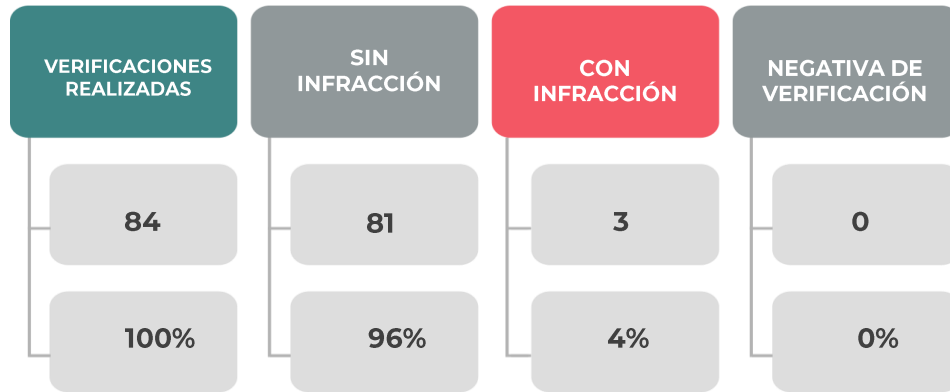 VERIFICACIONES
REALIZADAS
84
100%
SIN
INFRACCIÓN
81
96%
CON
INFRACCIÓN
3
4%
NEGATIVA DE
VERIFICACIÓN
0
0%